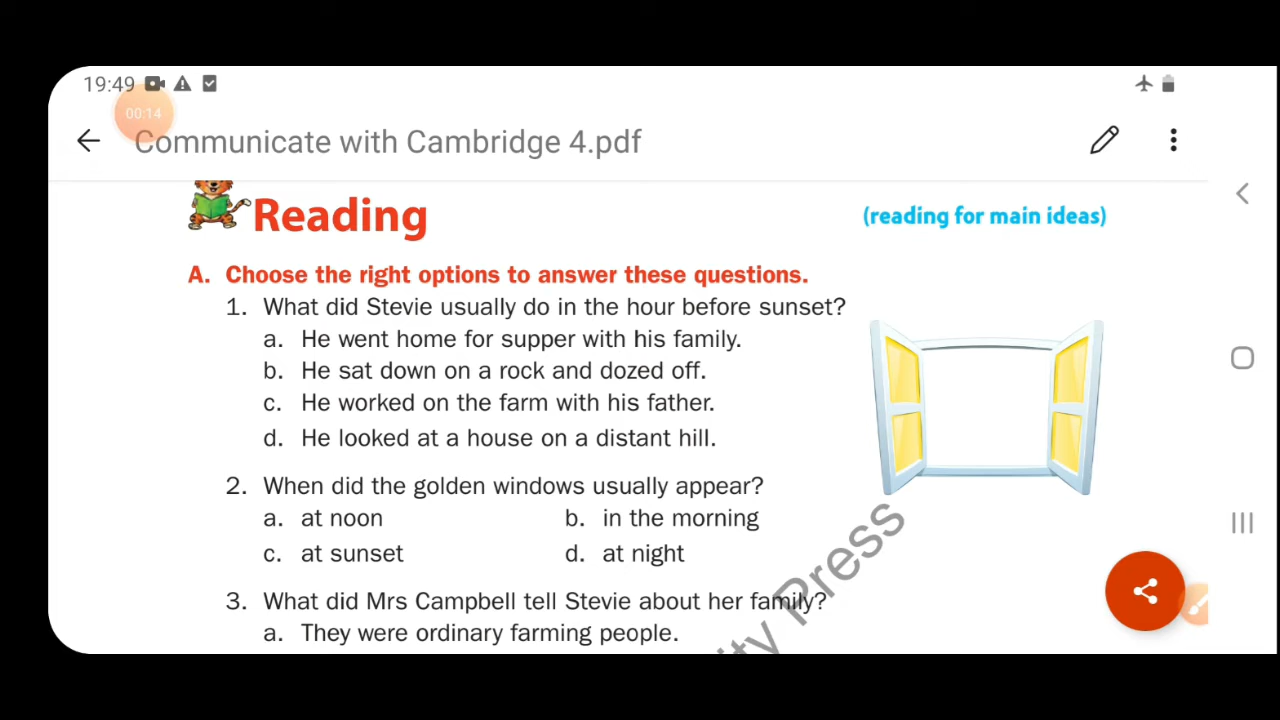 19:49
00:14
Communicate with Cambridge 4.pdf
Reading
(reading for main ideas)
A. Choose the right options to answer these questions.
1. What did Stevie usually do in the hour before sunset?
a. He went home for supper with his family.
b. He sat down on a rock and dozed off.
c. He worked on the farm with his father.
d. He looked at a house on a distant hill.
2. When did the golden windows usually appear?
a. at noon b. in the morning
c. at sunset d. at night
3. What did Mrs Campbell tell Stevie about her family?
a. They were ordinary farming people.
ity Press